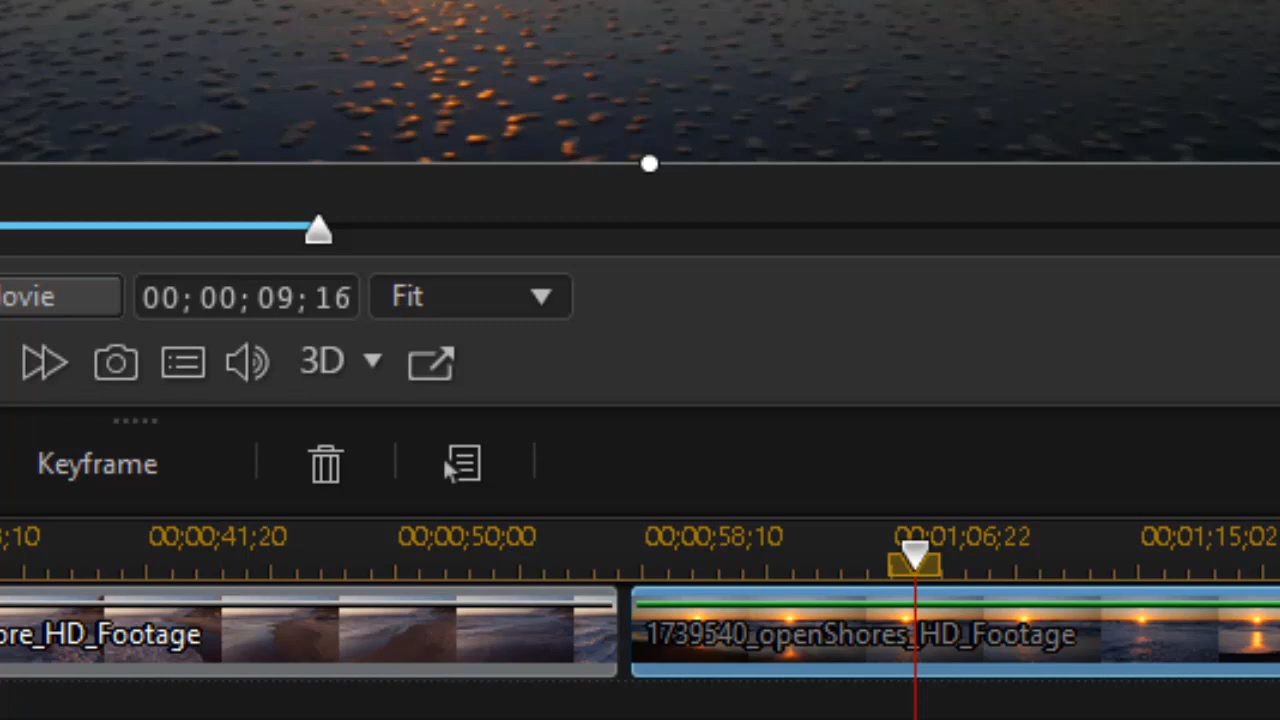 ovie 00;00;09;16 Fit
3D
Keyframe
;10 00;00;41;20 00;00;50;00 00;00;58;10 00;01;06;22 00;01;15;02
ore_HD_Footage 1739540_openShores_HD_Footage